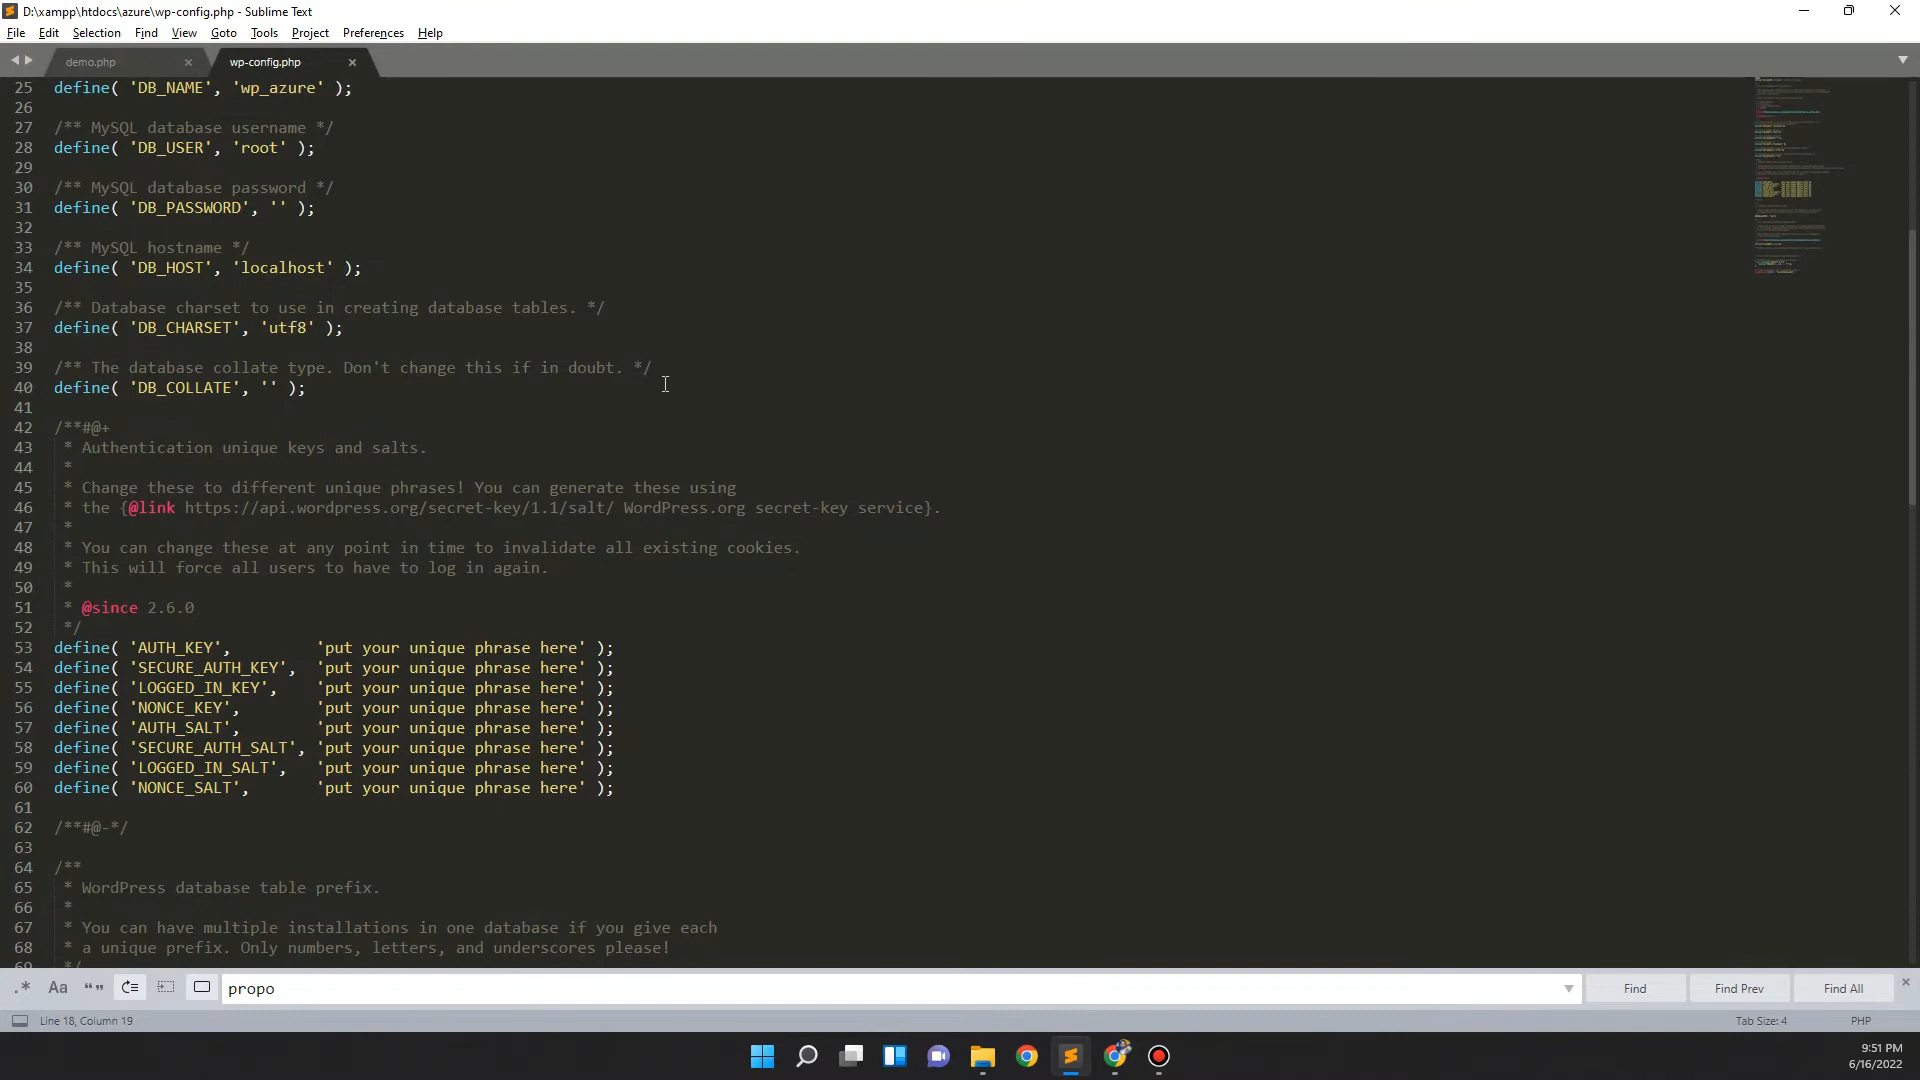 D:\xampp\htdocs\azure\wp-config.php - Sublime Text
File Edit Selection Find View Goto Tools Project Preferences Help
demo.php × wp-config.php ×
25 define( 'DB_NAME', 'wp_azure' );
26
27 /** MySQL database username */
28 define( 'DB_USER', 'root' );
29
30 /** MySQL database password */
31 define( 'DB_PASSWORD', '' );
32
33 /** MySQL hostname */
34 define( 'DB_HOST', 'localhost' );
35
36 /** Database charset to use in creating database tables. */
37 define( 'DB_CHARSET', 'utf8' );
38
39 /** The database collate type. Don't change this if in doubt. */
40 define( 'DB_COLLATE', '' );
41
42 /**#@+
43  * Authentication unique keys and salts.
44  *
45  * Change these to different unique phrases! You can generate these using
46  * the {@link https://api.wordpress.org/secret-key/1.1/salt/ WordPress.org secret-key service}.
47  *
48  * You can change these at any point in time to invalidate all existing cookies.
49  * This will force all users to have to log in again.
50  *
51  * @since 2.6.0
52  */
53 define( 'AUTH_KEY',         'put your unique phrase here' );
54 define( 'SECURE_AUTH_KEY',  'put your unique phrase here' );
55 define( 'LOGGED_IN_KEY',    'put your unique phrase here' );
56 define( 'NONCE_KEY',        'put your unique phrase here' );
57 define( 'AUTH_SALT',        'put your unique phrase here' );
58 define( 'SECURE_AUTH_SALT', 'put your unique phrase here' );
59 define( 'LOGGED_IN_SALT',   'put your unique phrase here' );
60 define( 'NONCE_SALT',       'put your unique phrase here' );
61
62 /**#@-*/
63
64 /**
65  * WordPress database table prefix.
66  *
67  * You can have multiple installations in one database if you give each
68  * a unique prefix. Only numbers, letters, and underscores please!
69  */
.* Aa “” propo Find Find Prev Find All ×
Line 18, Column 19 Tab Size: 4 PHP
9:51 PM
6/16/2022